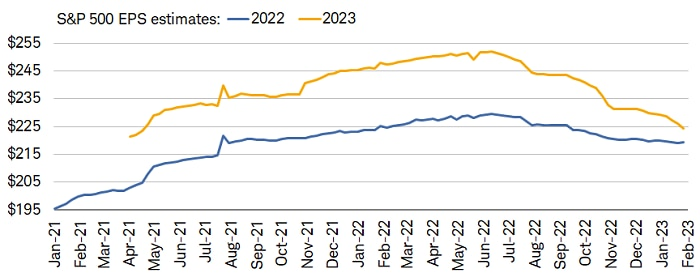 S&P 500 EPS estimates: 2022 2023
$255
$245
$235
$225
$215
$205
$195
Jan-21
Feb-21
Mar-21
Apr-21
May-21
Jun-21
Jul-21
Aug-21
Sep-21
Oct-21
Nov-21
Dec-21
Jan-22
Feb-22
Mar-22
Apr-22
May-22
Jun-22
Jul-22
Aug-22
Sep-22
Oct-22
Nov-22
Dec-22
Jan-23
Feb-23